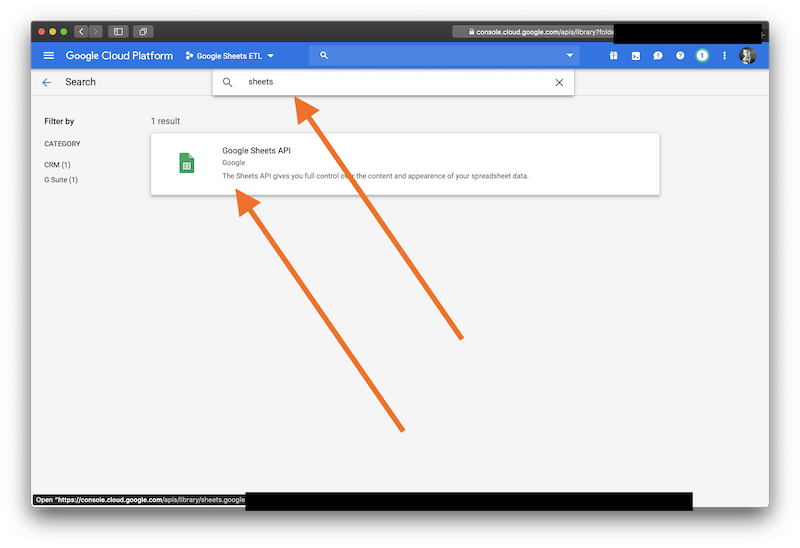 console.cloud.google.com/apis/library?folde
Google Cloud Platform
Google Sheets ETL
1
Search
sheets
Filter by
1 result
CATEGORY
CRM (1)
G Suite (1)
Google Sheets API
Google
The Sheets API gives you full control over the content and appearence of your spreadsheet data.
Open "https://console.cloud.google.com/apis/library/sheets.google